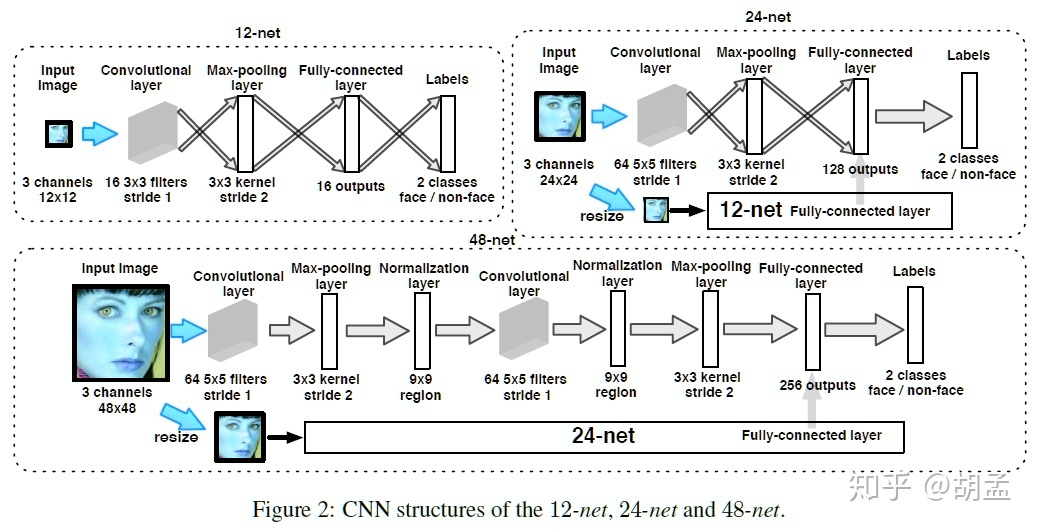 12-net
Input
Image
Convolutional
layer
Max-pooling
layer
Fully-connected
layer
Labels
3 channels
12x12
16 3x3 filters
stride 1
3x3 kernel
stride 2
16 outputs
2 classes
face / non-face
24-net
Input
Image
Convolutional
layer
Max-pooling
layer
Fully-connected
layer
Labels
3 channels
24x24
64 5x5 filters
stride 1
3x3 kernel
stride 2
128 outputs
2 classes
face / non-face
resize
12-net Fully-connected layer
48-net
Input Image
Convolutional
layer
Max-pooling
layer
Normalization
layer
Convolutional
layer
Normalization
layer
Max-pooling
layer
Fully-connected
layer
Labels
3 channels
48x48
64 5x5 filters
stride 1
3x3 kernel
stride 2
9x9
region
64 5x5 filters
stride 1
9x9
region
3x3 kernel
stride 2
256 outputs
2 classes
face / non-face
resize
24-net Fully-connected layer
知乎 @胡孟
Figure 2: CNN structures of the 12-net, 24-net and 48-net.